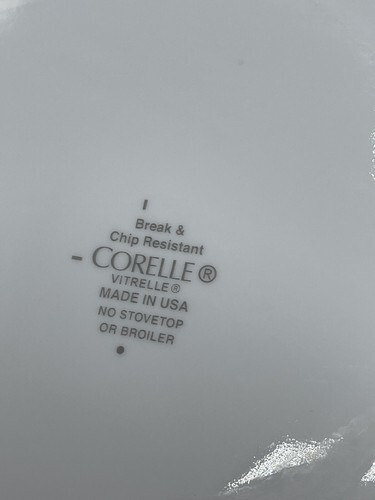 Break &
Chip Resistant
CORELLE®
VITRELLE®
MADE IN USA
NO STOVETOP
OR BROILER